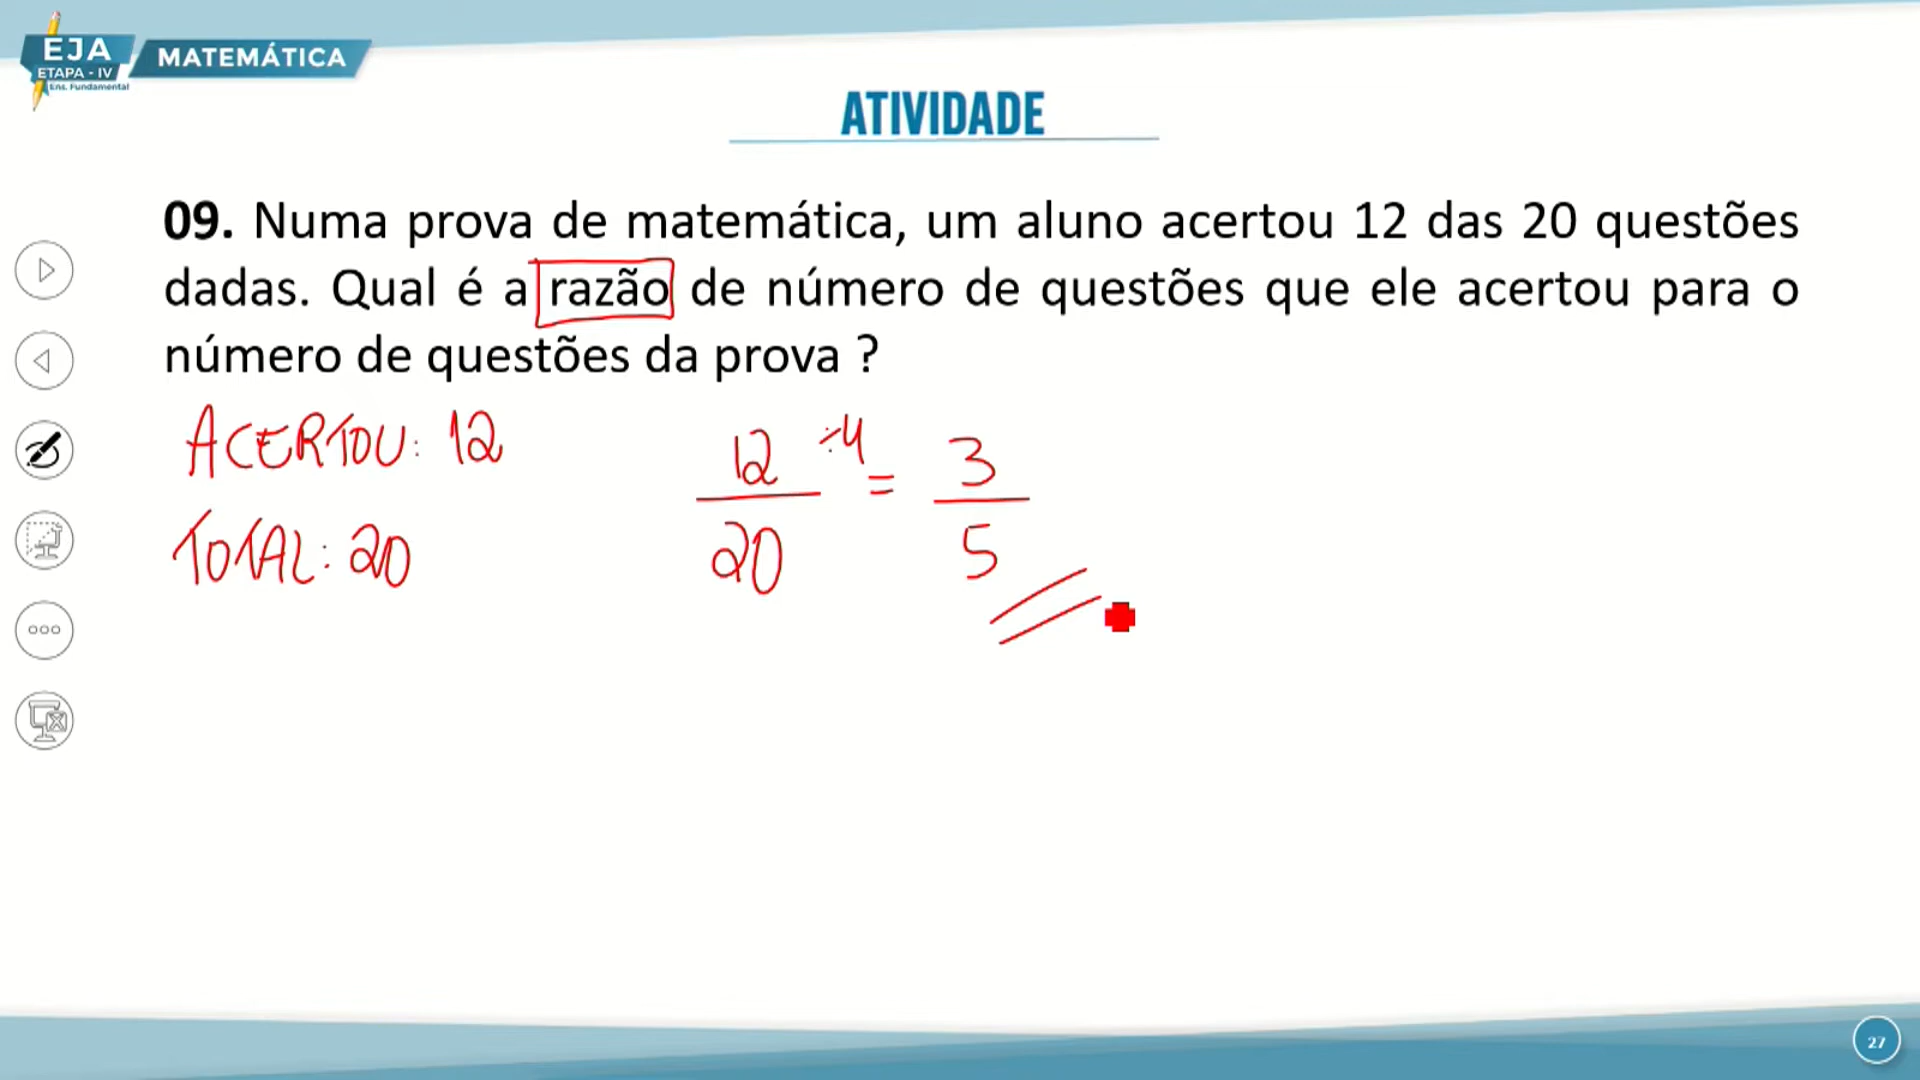 EJA
ETAPA - IV
Ens. Fundamental
MATEMÁTICA
ATIVIDADE
09. Numa prova de matemática, um aluno acertou 12 das 20 questões
dadas. Qual é a razão de número de questões que ele acertou para o
número de questões da prova ?
ACERTOU: 12
TOTAL: 20
12 ÷4 = 3
20 5
27